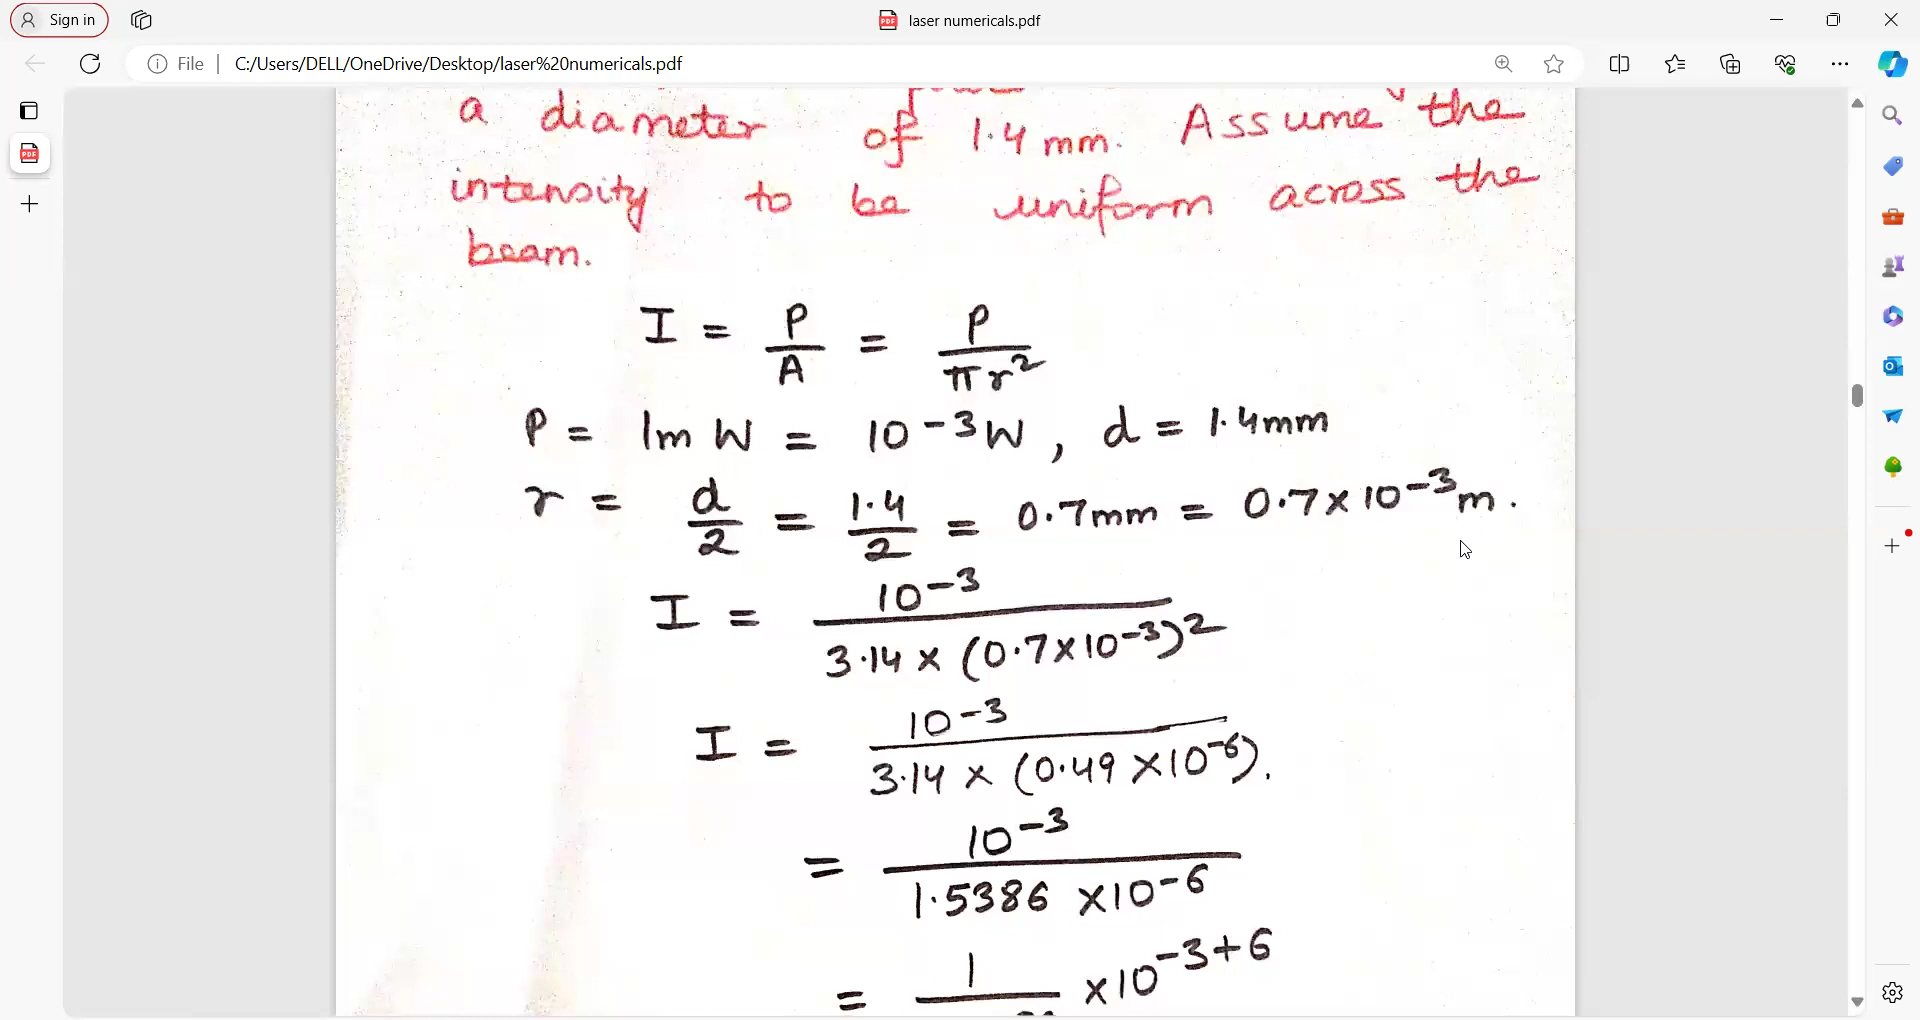 Sign in
laser numericals.pdf
File | C:/Users/DELL/OneDrive/Desktop/laser%20numericals.pdf
a diameter of 1.4 mm. Assume the
intensity to be uniform across the
beam.
I = P/A = P/πr²
P = 1mW = 10⁻³W, d = 1.4mm
r = d/2 = 1.4/2 = 0.7mm = 0.7×10⁻³m.
I = 10⁻³/3.14×(0.7×10⁻³)²
I = 10⁻³/3.14×(0.49×10⁻⁶).
= 10⁻³/1.5386×10⁻⁶
= 1/ ×10⁻³⁺⁶